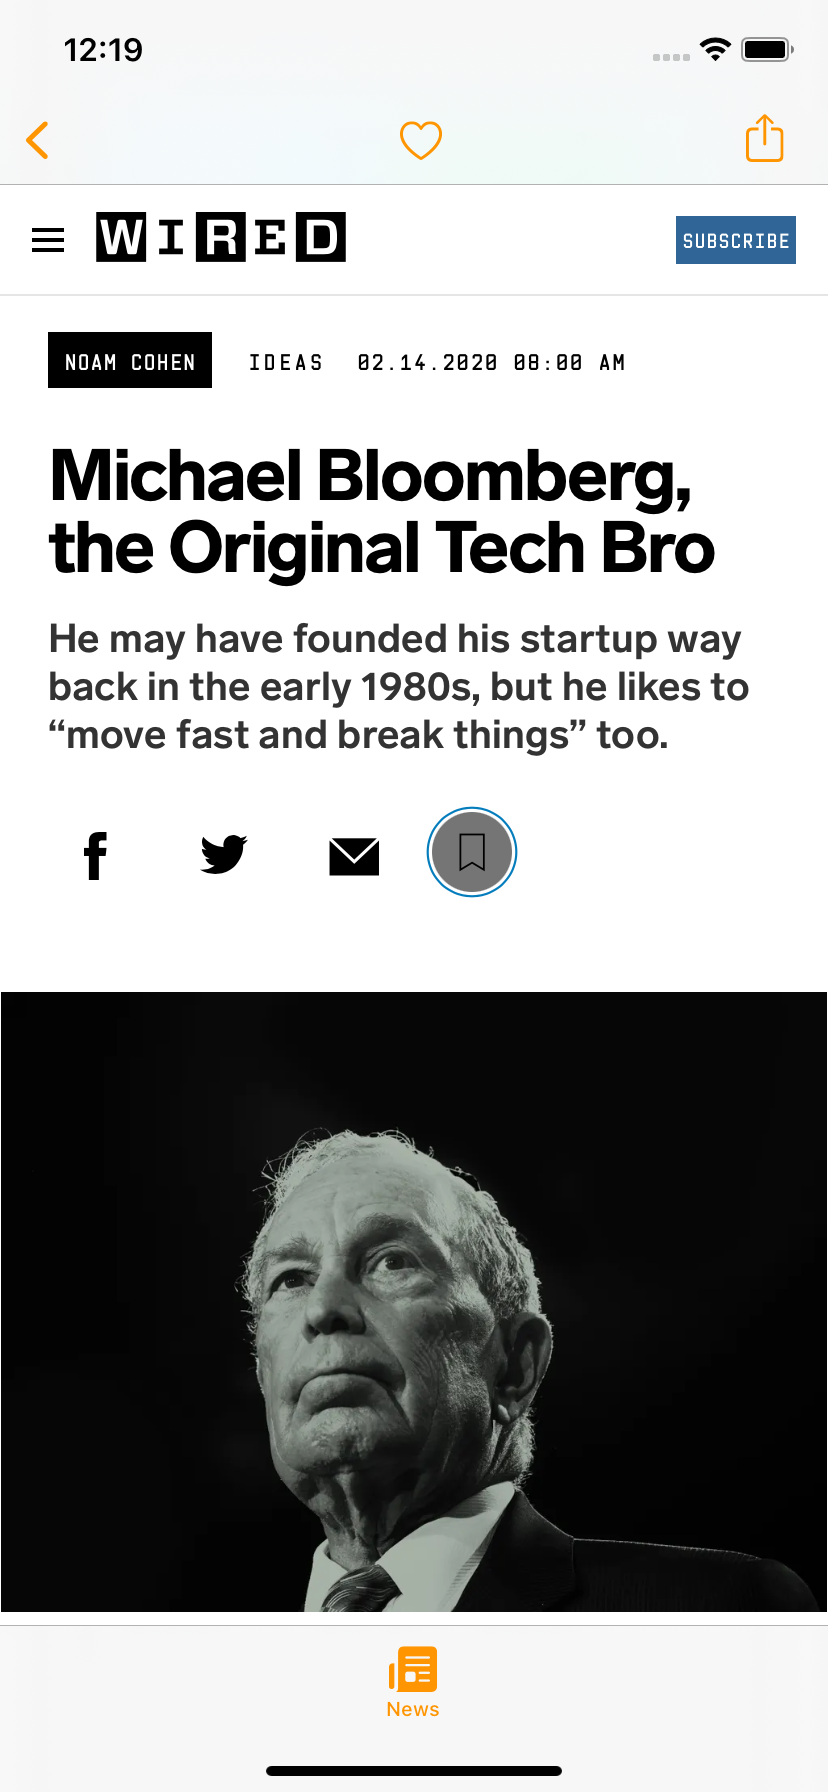 12:19
WIRED
SUBSCRIBE
NOAM COHEN IDEAS 02.14.2020 08:00 AM
Michael Bloomberg,
the Original Tech Bro
He may have founded his startup way
back in the early 1980s, but he likes to
“move fast and break things” too.
News